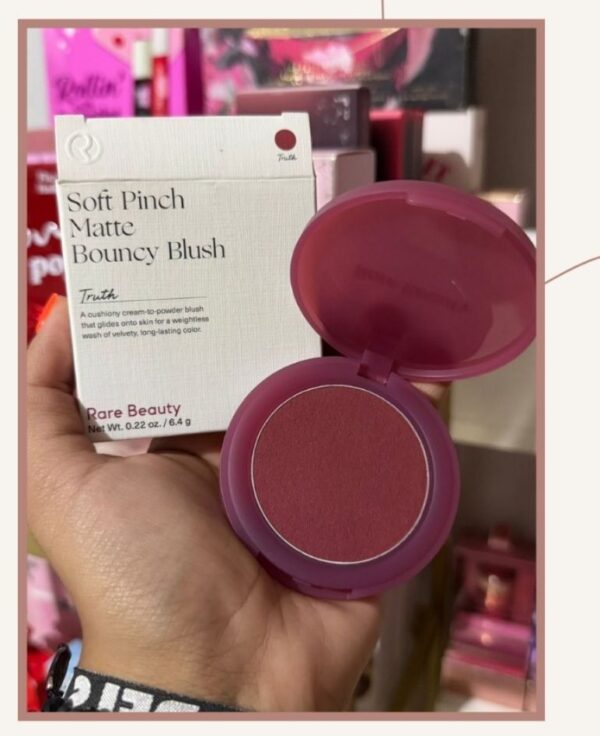 Rollin'
Truth
Soft Pinch
Matte
Bouncy Blush
Truth
A cushiony cream-to-powder blush
that glides onto skin for a weightless
wash of velvety, long-lasting color.
Rare Beauty
Net Wt. 0.22 oz. / 6.4 g